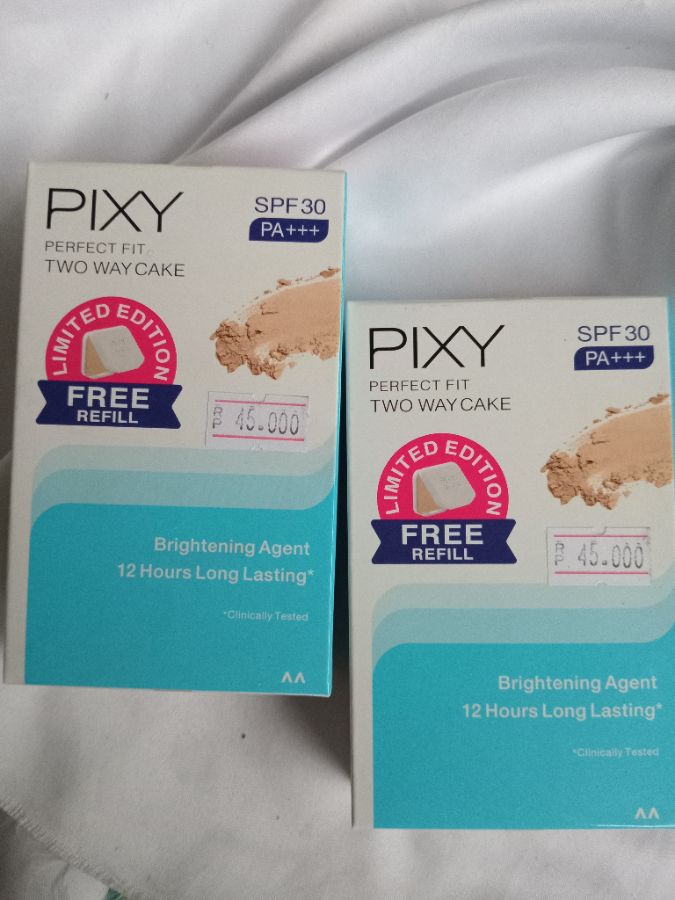 PIXY
PERFECT FIT
TWO WAY CAKE
SPF 30
PA+++
LIMITED EDITION
FREE
REFILL
RP 45.000
Brightening Agent
12 Hours Long Lasting*
*Clinically Tested
PIXY
PERFECT FIT
TWO WAY CAKE
SPF 30
PA+++
LIMITED EDITION
FREE
REFILL
RP 45.000
Brightening Agent
12 Hours Long Lasting*
*Clinically Tested